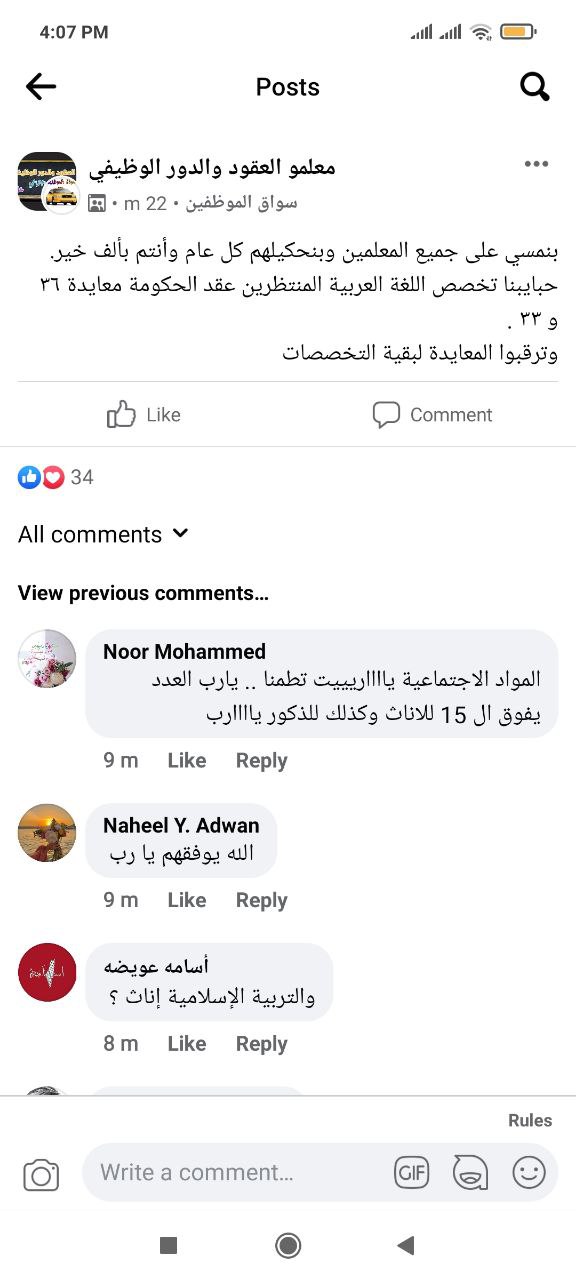 4:07 PM
Posts
معلمو العقود والدور الوظيفي
سواق الموظفين • 22 m •
بنمسي على جميع المعلمين وبنحكيلهم كل عام وأنتم بألف خير.
حبايبنا تخصص اللغة العربية المنتظرين عقد الحكومة معايدة ٣٦
و ٣٣ .
وترقبوا المعايدة لبقية التخصصات
Like
Comment
34
All comments
View previous comments…
Noor Mohammed
المواد الاجتماعية ياااارييييت تطمنا .. يارب العدد
يفوق ال 15 للاناث وكذلك للذكور ياااارب
9 m Like Reply
Naheel Y. Adwan
الله يوفقهم يا رب
9 m Like Reply
أسامه عويضه
والتربية الإسلامية إناث ؟
8 m Like Reply
Rules
Write a comment…
GIF